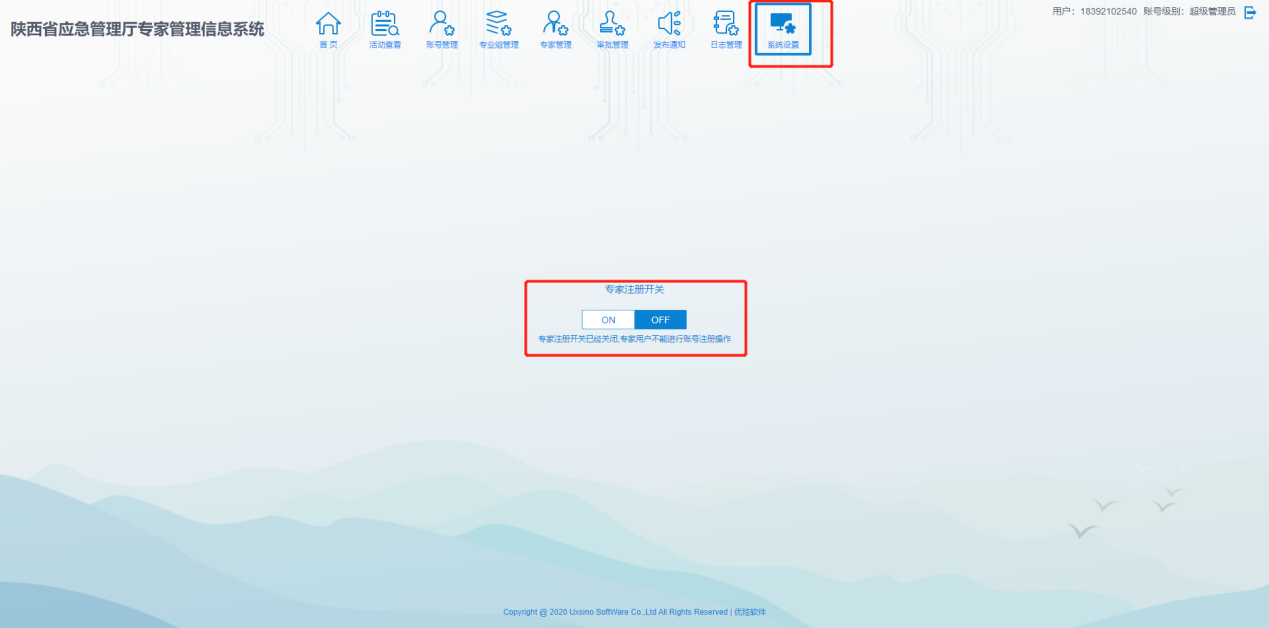 陕西省应急管理厅专家管理信息系统
首页
活动查看
账号管理
专业组管理
专家管理
审批管理
发布通知
日志管理
系统设置
用户：18392102540 账号级别：超级管理员
专家注册开关
ON OFF
专家注册开关已经关闭,专家用户不能进行账号注册操作
Copyright @ 2020 Uxsino SoftWare Co.,Ltd All Rights Reserved | 优炫软件